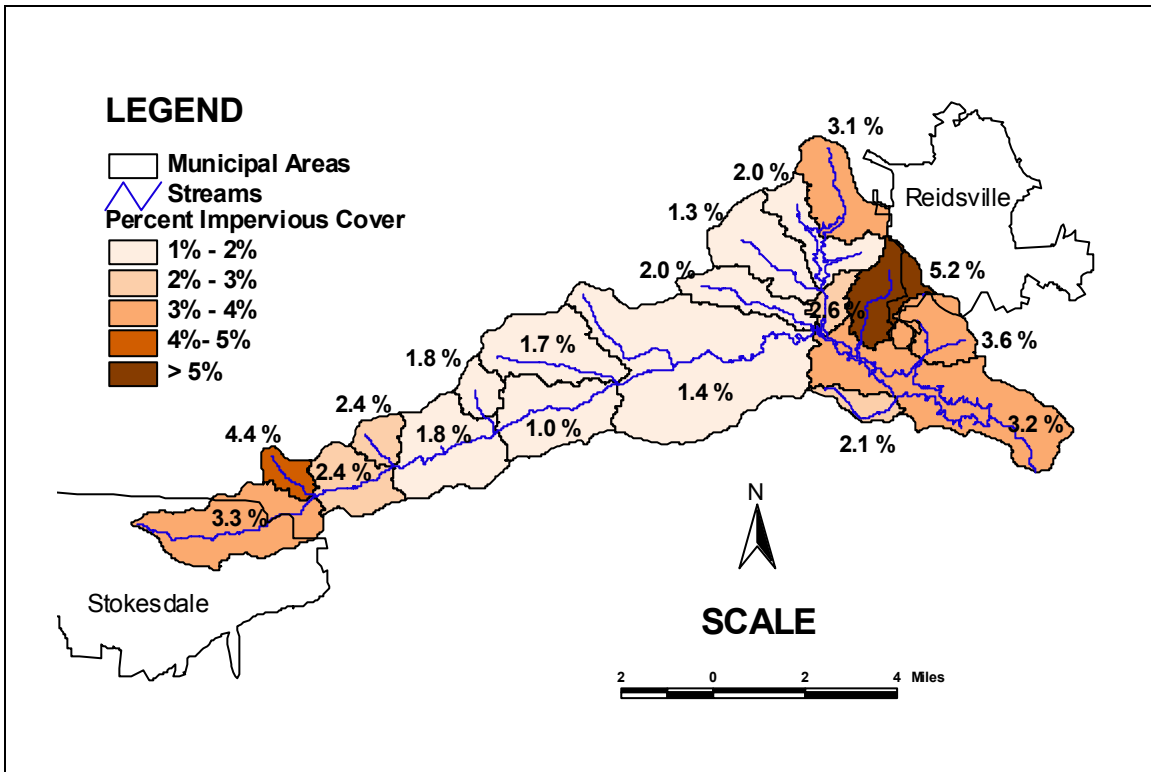 LEGEND
Municipal Areas
Streams
Percent Impervious Cover
1% - 2%
2% - 3%
3% - 4%
4%- 5%
> 5%
3.1 %
2.0 %
Reidsville
1.3 %
2.0 %
5.2 %
2.6 %
3.6 %
1.7 %
1.8 %
1.4 %
2.4 %
1.8 %
1.0 %
3.2 %
2.1 %
4.4 %
2.4 %
3.3 %
N
Stokesdale
SCALE
2 0 2 4 Miles